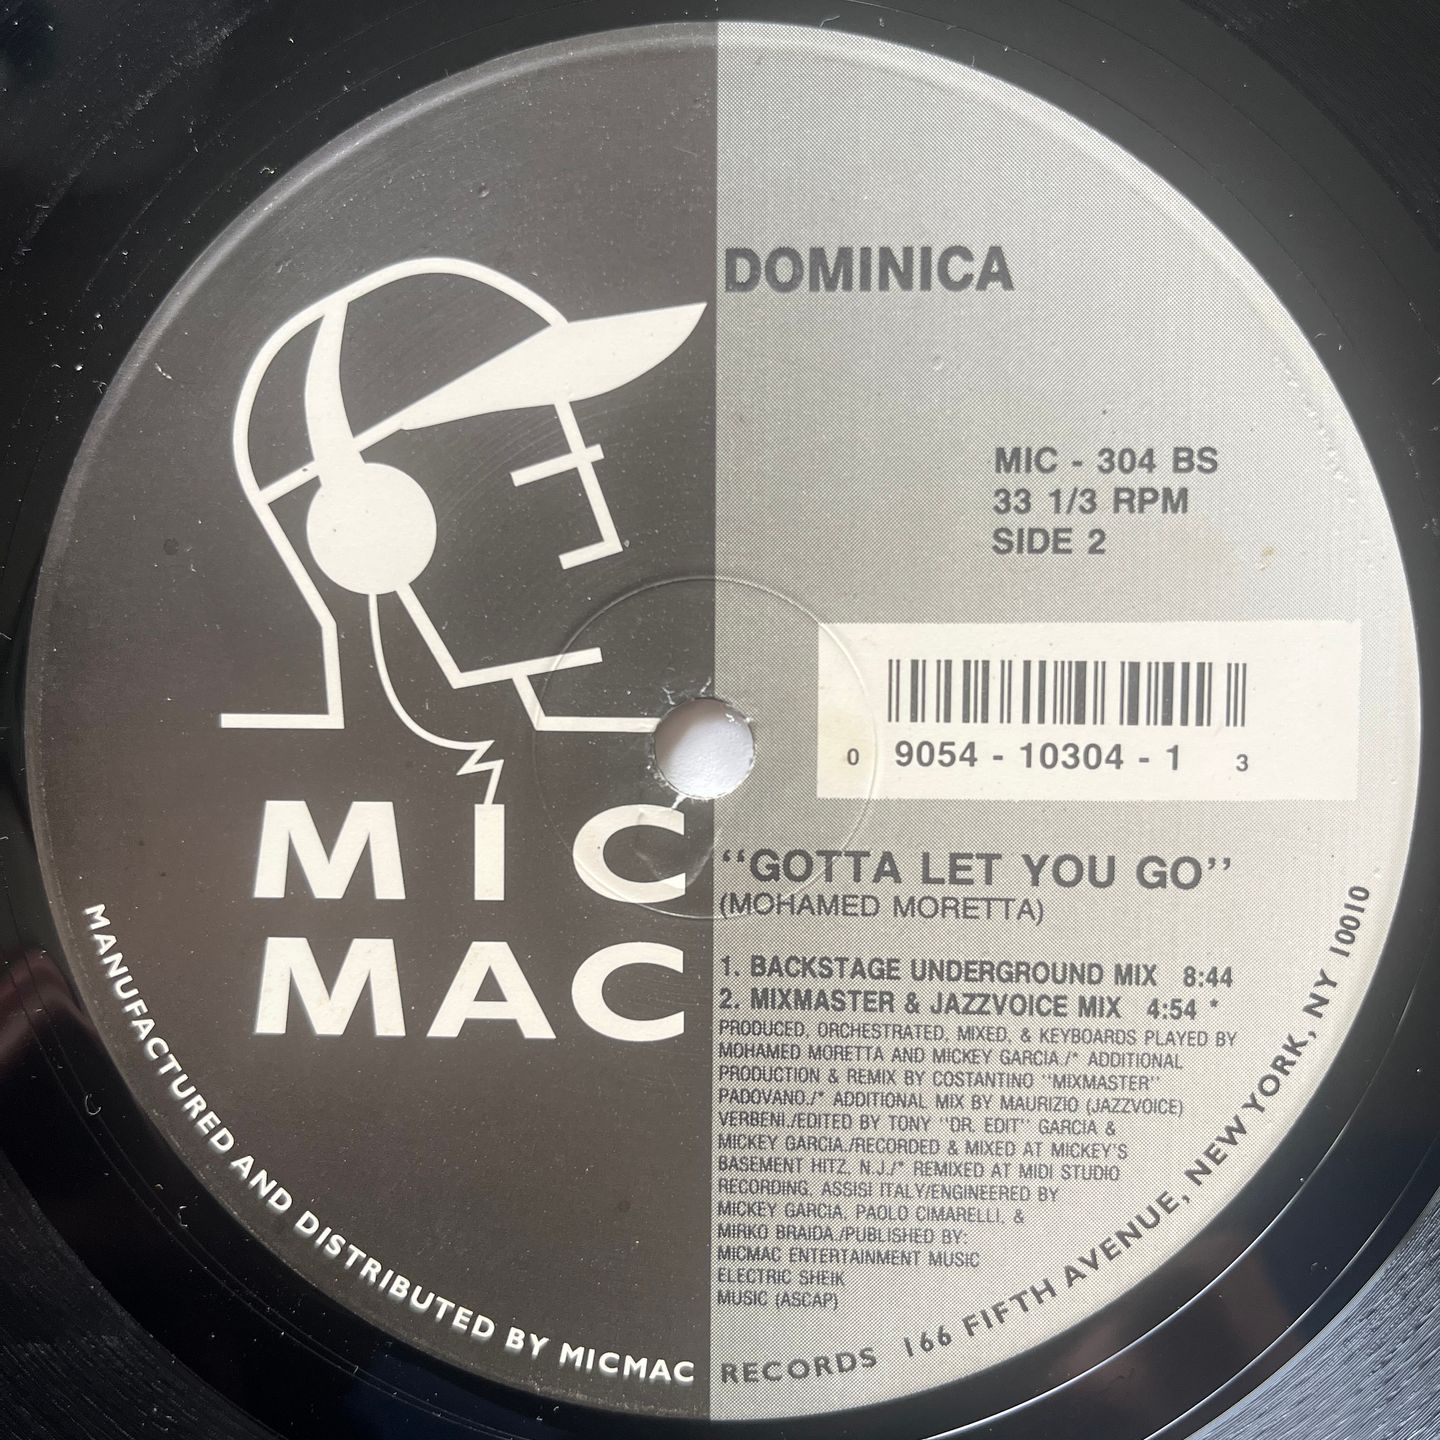 DOMINICA
MIC - 304 BS
33 1/3 RPM
SIDE 2
0 9054 - 10304 - 1 3
MIC
MAC
"GOTTA LET YOU GO"
(MOHAMED MORETTA)
1. BACKSTAGE UNDERGROUND MIX 8:44
2. MIXMASTER & JAZZVOICE MIX 4:54 *
PRODUCED, ORCHESTRATED, MIXED, & KEYBOARDS PLAYED BY
MOHAMED MORETTA AND MICKEY GARCIA./* ADDITIONAL
PRODUCTION & REMIX BY COSTANTINO "MIXMASTER"
PADOVANO./* ADDITIONAL MIX BY MAURIZIO (JAZZVOICE)
VERBENI./EDITED BY TONY "DR. EDIT" GARCIA &
MICKEY GARCIA./RECORDED & MIXED AT MICKEY'S
BASEMENT HITZ, N.J./* REMIXED AT MIDI STUDIO
RECORDING, ASSISI ITALY/ENGINEERED BY
MICKEY GARCIA, PAOLO CIMARELLI, &
MIRKO BRAIDA./PUBLISHED BY:
MICMAC ENTERTAINMENT MUSIC
ELECTRIC SHEIK
MUSIC (ASCAP)
MANUFACTURED AND DISTRIBUTED BY MICMAC RECORDS 166 FIFTH AVENUE, NEW YORK, NY 10010